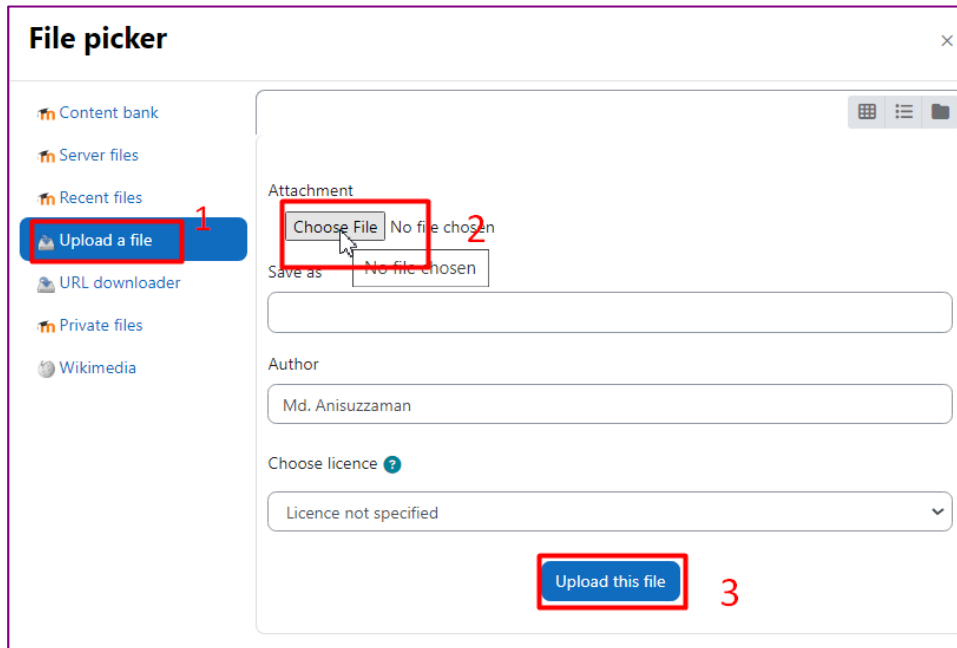 File picker
×
Content bank
Server files
Recent files
1
Upload a file
URL downloader
Private files
Wikimedia
Attachment
Choose File No file chosen
2
No file chosen
Save as
Author
Md. Anisuzzaman
Choose licence ?
Licence not specified
Upload this file
3